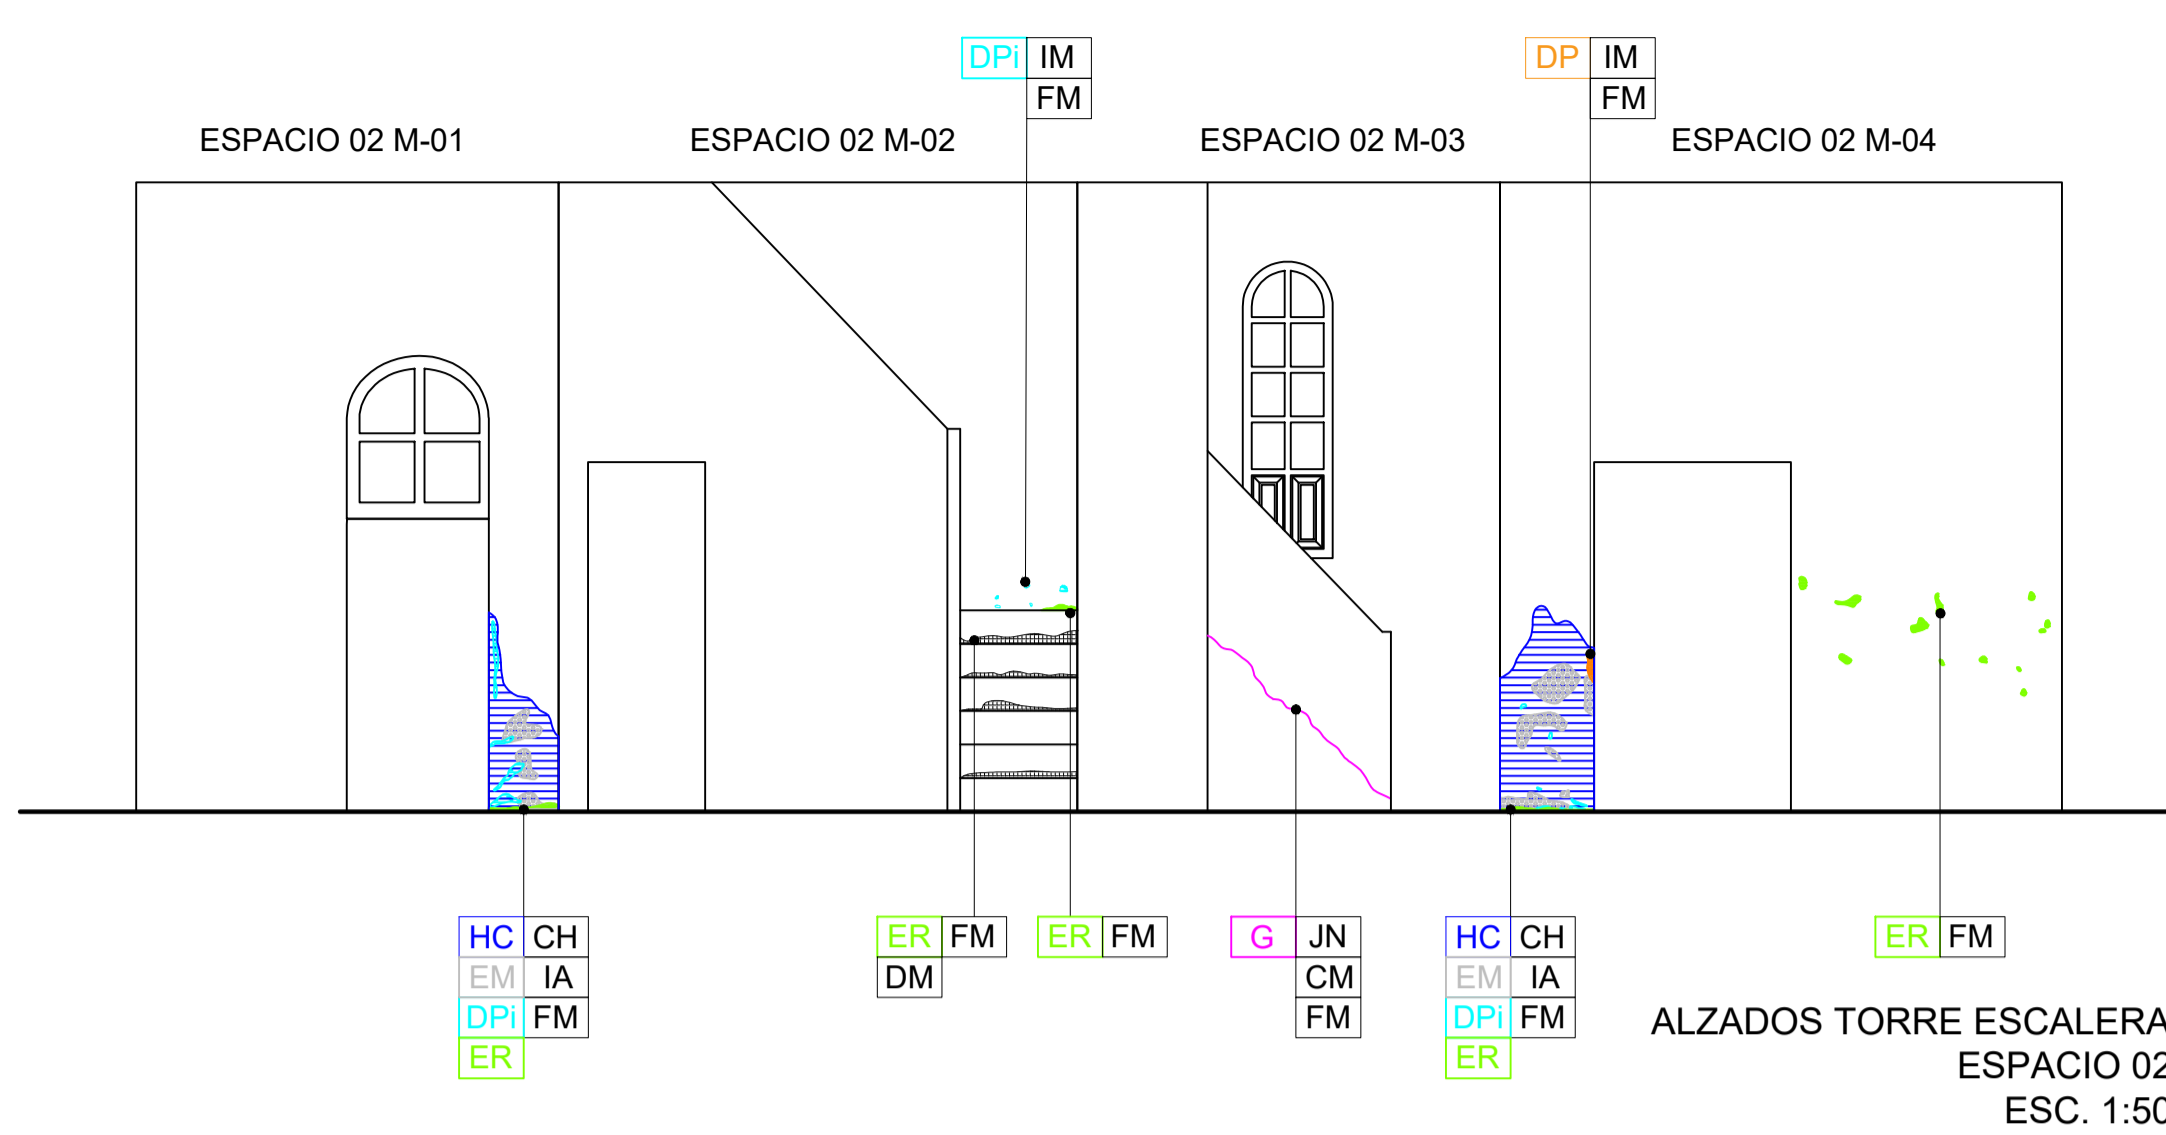 DPi IM
FM
DP IM
FM
ESPACIO 02 M-01
ESPACIO 02 M-02
ESPACIO 02 M-03
ESPACIO 02 M-04
HC CH
EM IA
DPi FM
ER
ER FM
DM
ER FM
G JN
CM
FM
HC CH
EM IA
DPi FM
ER
ER FM
ALZADOS TORRE ESCALERA
ESPACIO 02
ESC. 1:50